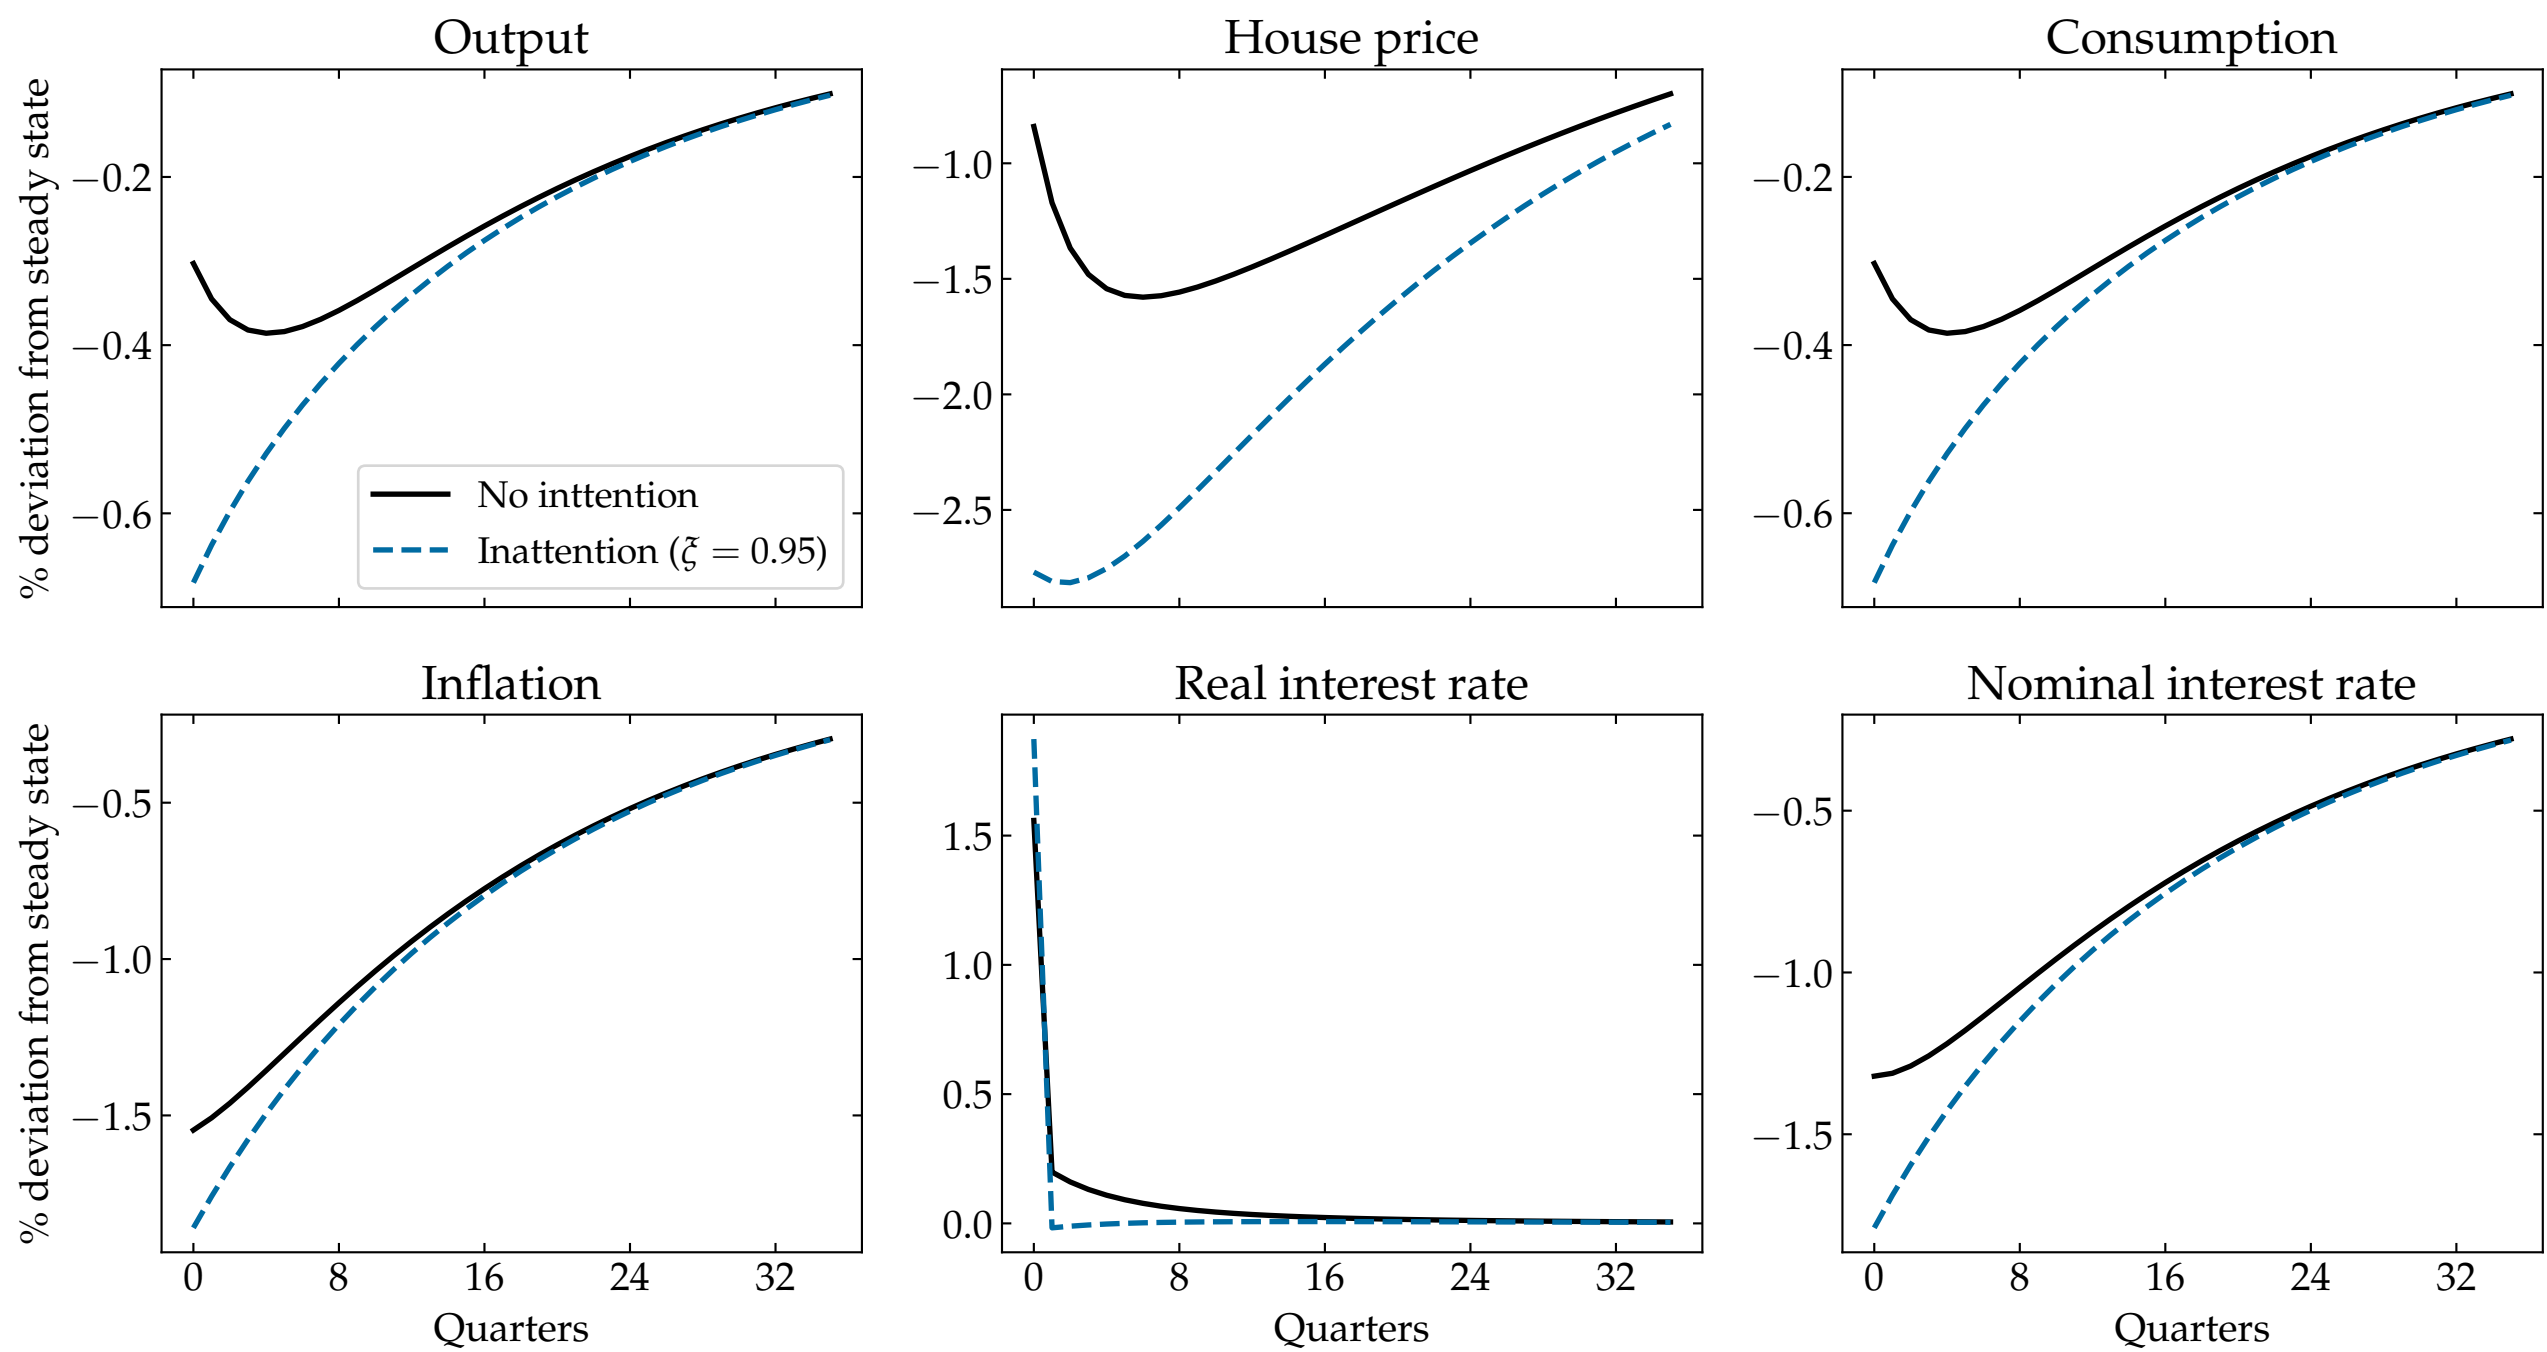 Output
House price
Consumption
% deviation from steady state
−0.2
−0.4
−0.6
No inttention
Inattention (ξ = 0.95)
−1.0
−1.5
−2.0
−2.5
−0.2
−0.4
−0.6
Inflation
Real interest rate
Nominal interest rate
% deviation from steady state
−0.5
−1.0
−1.5
0 8 16 24 32
Quarters
1.5
1.0
0.5
0.0
0 8 16 24 32
Quarters
−0.5
−1.0
−1.5
0 8 16 24 32
Quarters